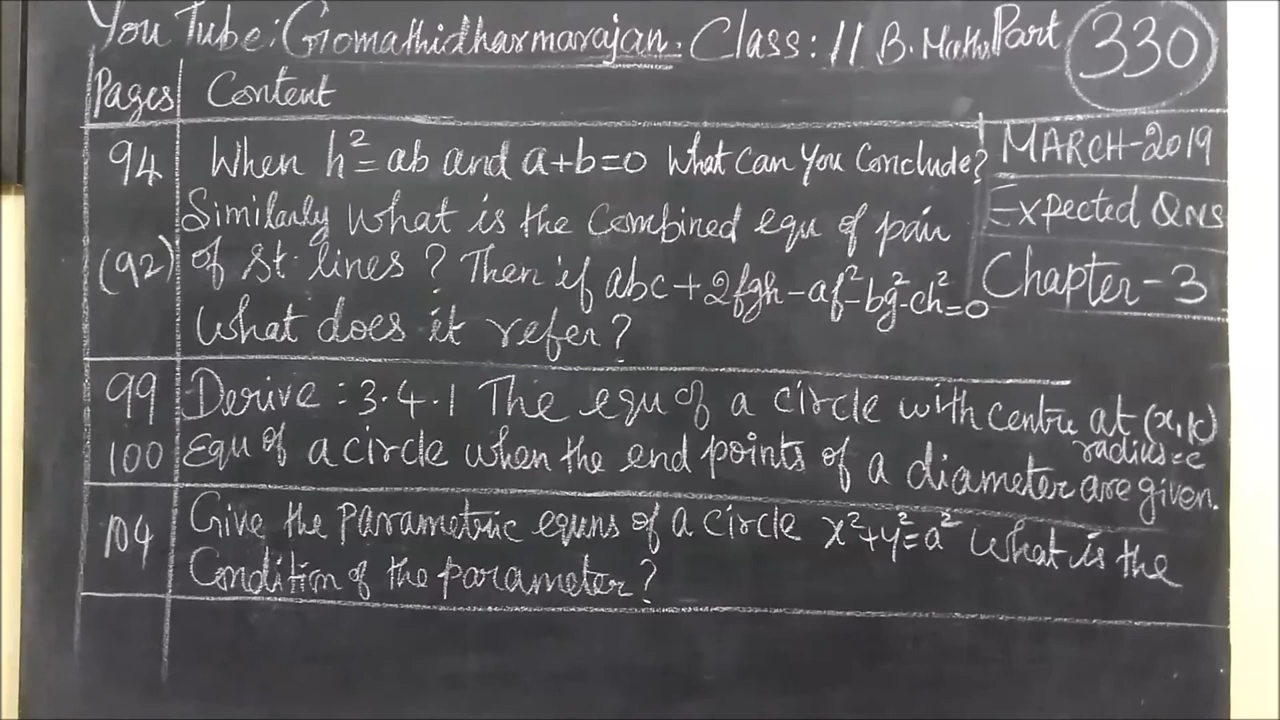 You Tube: Gomathidharmarajan. Class: 11 B. Maths Part 330
Pages Content
94 When h²=ab and a+b=0 What Can You Conclude?
MARCH-2019
Similarly What is the Combined equ of pair
Expected QNS
(92) of St. lines? Then if abc+2fgh-af²-bg²-ch²=0
Chapter-3
What does it refer?
99 Derive: 3.4.1 The equ of a circle with centre at (x,k)
radius=c
100 Equ of a circle when the end points of a diameter are given.
104 Give the Parametric equns of a circle x²+y²=a² What is the
Condition of the parameter?